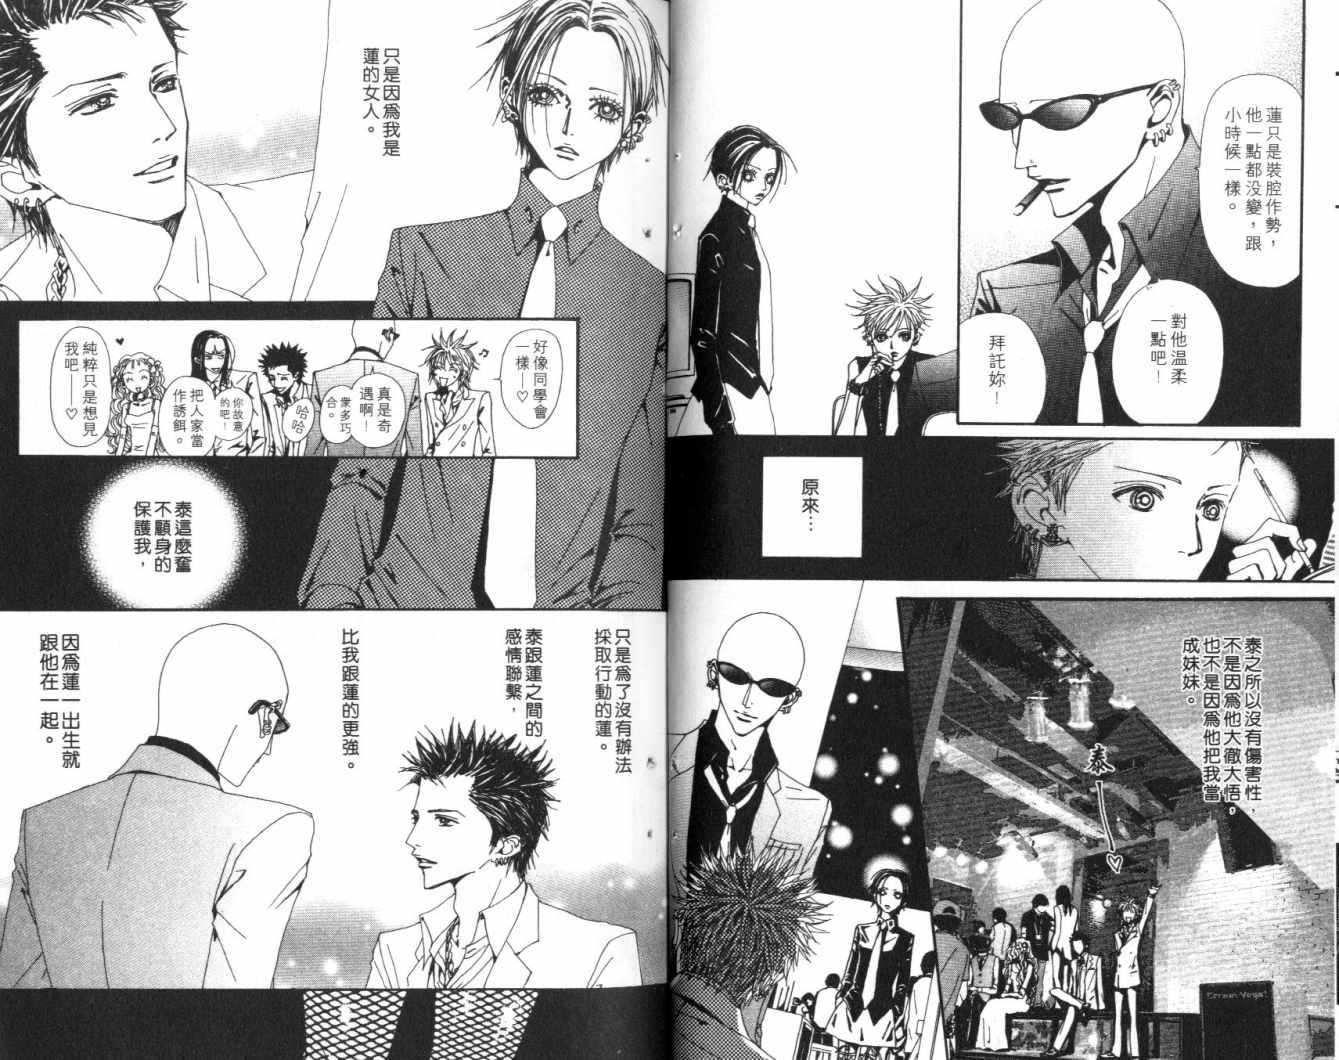 蓮只是裝腔作勢，
他一點都沒變，跟
小時候一樣。
對他温柔
一點吧！
拜託妳！
原來…
泰之所以沒有傷害性，
不是因為他大徹大悟，
也不是因為他把我當
成妹妹。
泰——♡
只是因為我是
蓮的女人。
好像同學會
一樣—♡
真是奇
遇啊！
眾多巧
合。
哈哈
你故意
的吧！
把人家當
作誘餌。
純粹只是想見
我吧——♡
泰這麼奮
不顧身的
保護我，
只是為了沒有辦法
採取行動的蓮。
泰跟蓮之間的
感情聯繫，
比我跟蓮的更強。
因為蓮一出生就
跟他在一起。